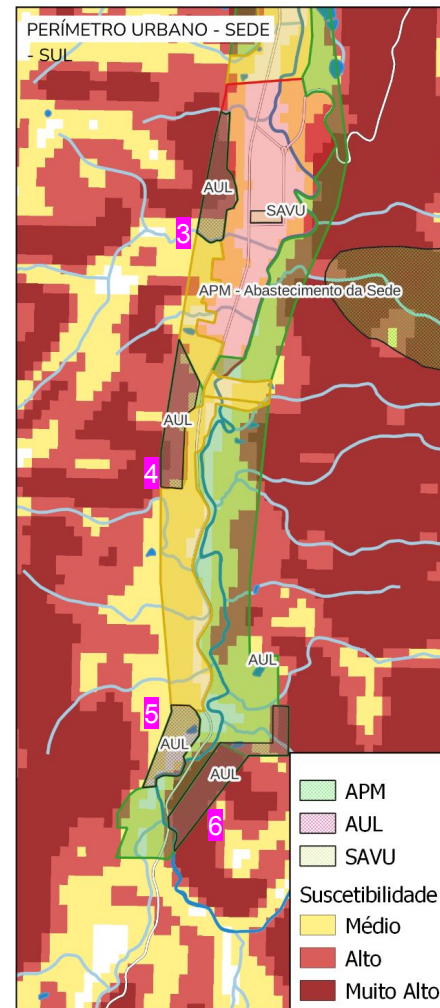 PERÍMETRO URBANO - SEDE
- SUL
AUL
SAVU
3
APM - Abastecimento da Sede
AUL
4
AUL
5
AUL
AUL
6
APM
AUL
SAVU
Suscetibilidade
Médio
Alto
Muito Alto